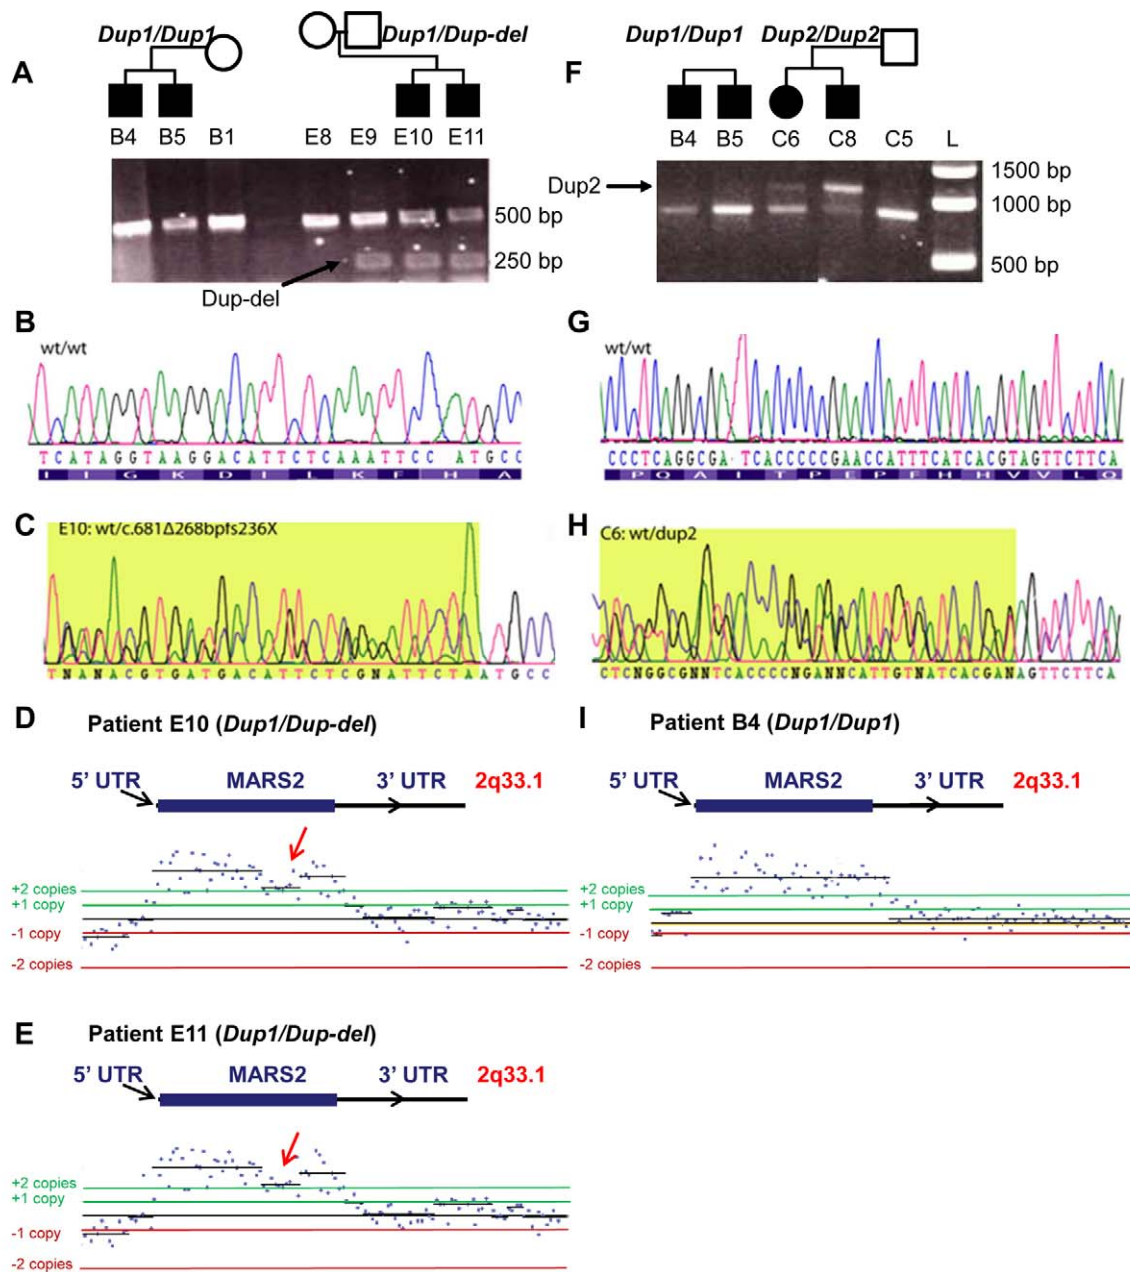 A
Dup1/Dup1
Dup1/Dup-del
B4 B5 B1 E8 E9 E10 E11
500 bp
250 bp
Dup-del
F
Dup1/Dup1 Dup2/Dup2
B4 B5 C6 C8 C5 L
Dup2
1500 bp
1000 bp
500 bp
B
wt/wt
TCATAGGTAAGGACATTCTCAAATTCC ATGCC
I I G K D I L K F H A
G
wt/wt
CCCTCAGGCGA·TCACCCCCGAACCATTTCATCACGTAGTTCTTCA
P Q A I T P E P F H H V V L Q
C
E10: wt/c.681Δ268bpfs236X
TNANACGTGATGACATTCTCGNATTCTAATGCC
H
C6: wt/dup2
CTCNGGCGNNTCACCCCNGANNCATTGTNATCACGANAGTTCTTCA
D
Patient E10 (Dup1/Dup-del)
5' UTR MARS2 3' UTR 2q33.1
+2 copies
+1 copy
-1 copy
-2 copies
I
Patient B4 (Dup1/Dup1)
5' UTR MARS2 3' UTR 2q33.1
+2 copies
+1 copy
-1 copy
-2 copies
E
Patient E11 (Dup1/Dup-del)
5' UTR MARS2 3' UTR 2q33.1
+2 copies
+1 copy
-1 copy
-2 copies